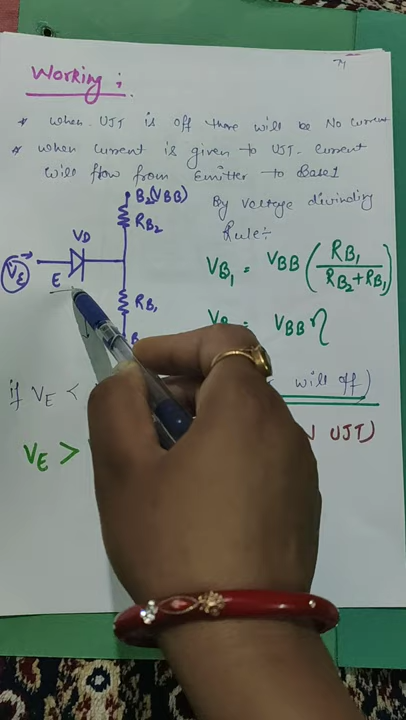 Working :
* when UJT is off there will be No current
* when current is given to UJT. current
will flow from Emitter to Base1
B2(VBB)
RB2
By voltage divinding
Rule:-
VD
VE
E
RB1
VB1 = VBB (RB1 / RB2 + RB1)
= VBB η
if VE <
will off)
VE >
UJT)